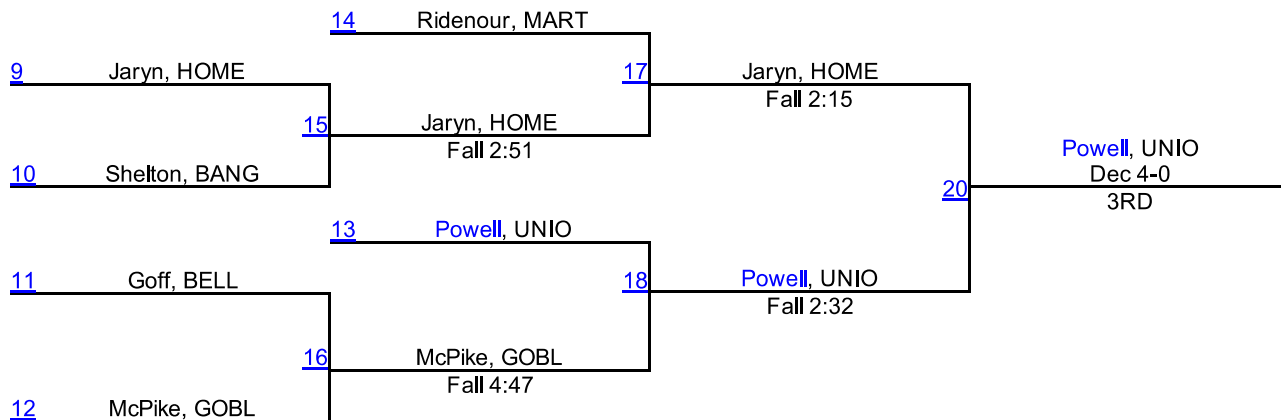 14 Ridenour, MART
9 Jaryn, HOME
17 Jaryn, HOME
Fall 2:15
15 Jaryn, HOME
Fall 2:51
10 Shelton, BANG
Powell, UNIO
20 Dec 4-0
3RD
13 Powell, UNIO
11 Goff, BELL
18 Powell, UNIO
Fall 2:32
16 McPike, GOBL
Fall 4:47
12 McPike, GOBL